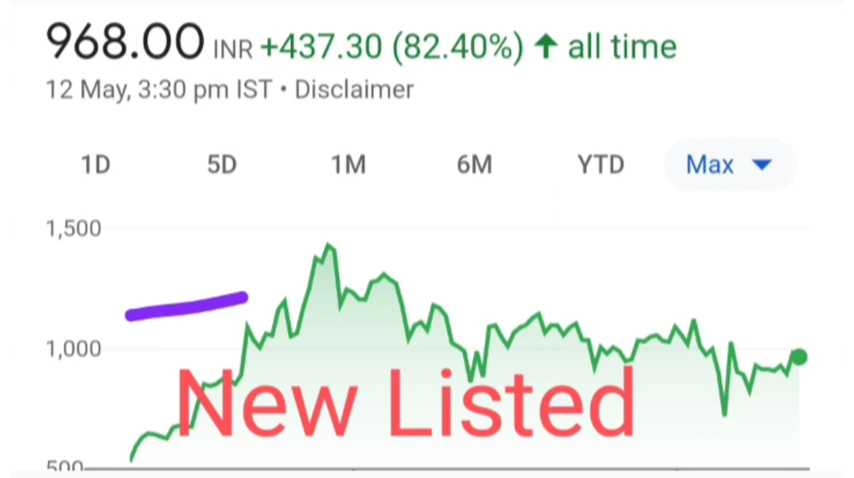 968.00 INR +437.30 (82.40%) ↑ all time
12 May, 3:30 pm IST • Disclaimer
1D 5D 1M 6M YTD Max
1,500
1,000
New Listed
500